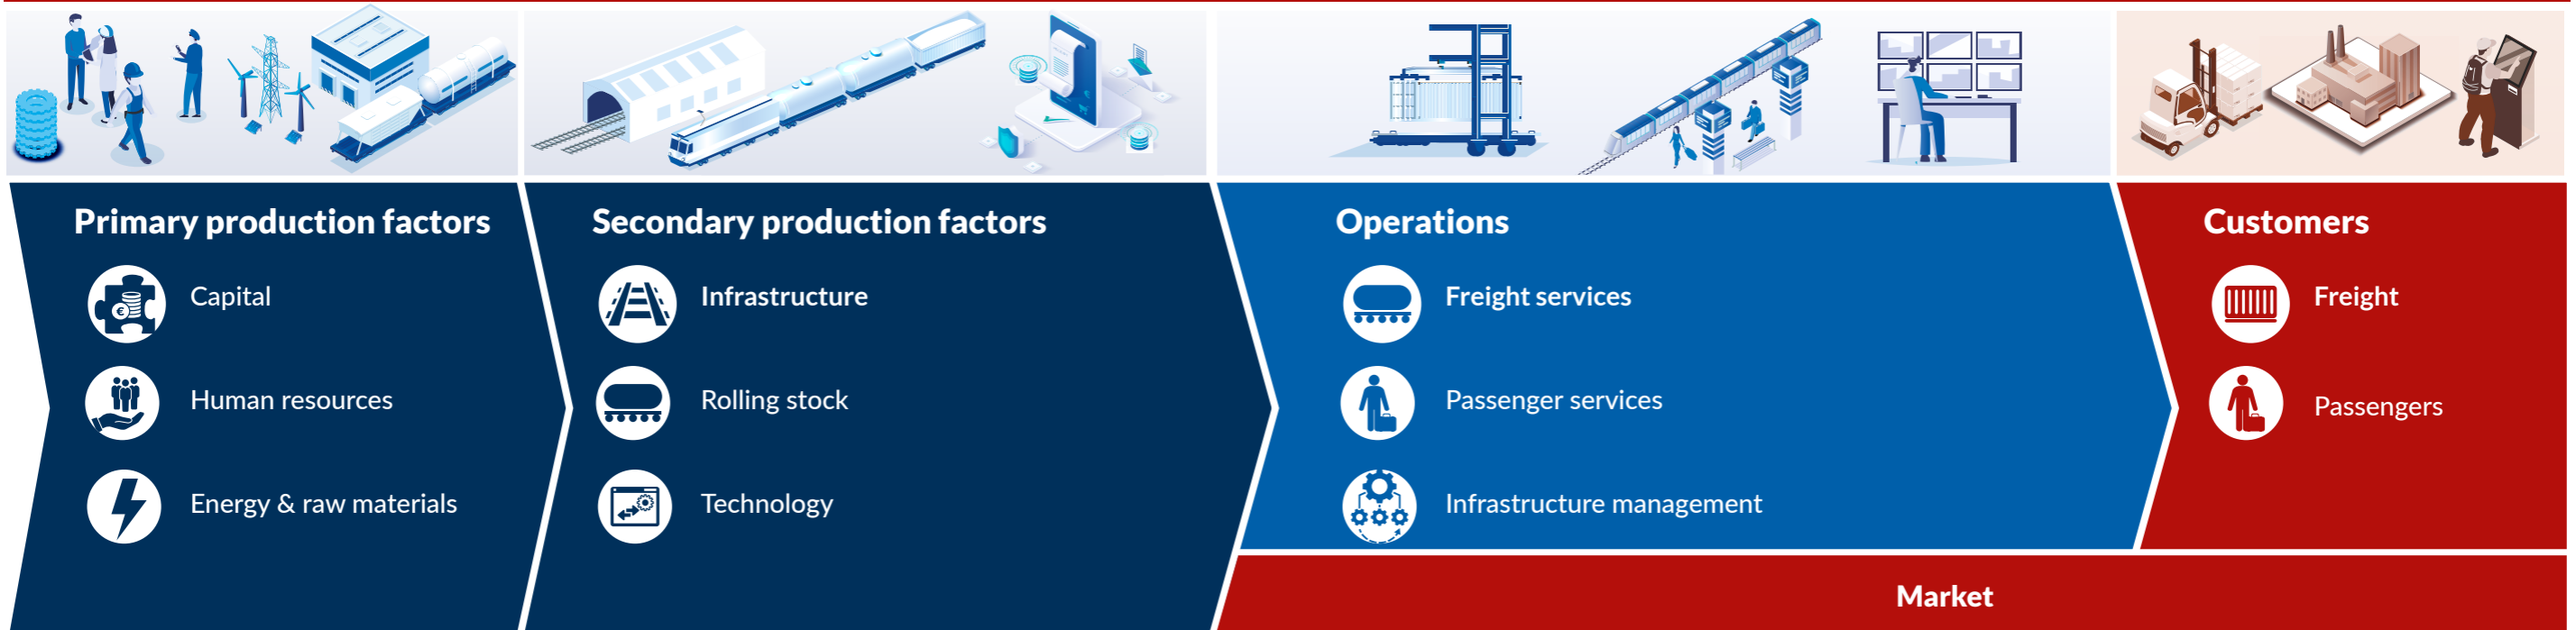 Primary production factors
Capital
Human resources
Energy & raw materials
Secondary production factors
Infrastructure
Rolling stock
Technology
Operations
Freight services
Passenger services
Infrastructure management
Customers
Freight
Passengers
Market